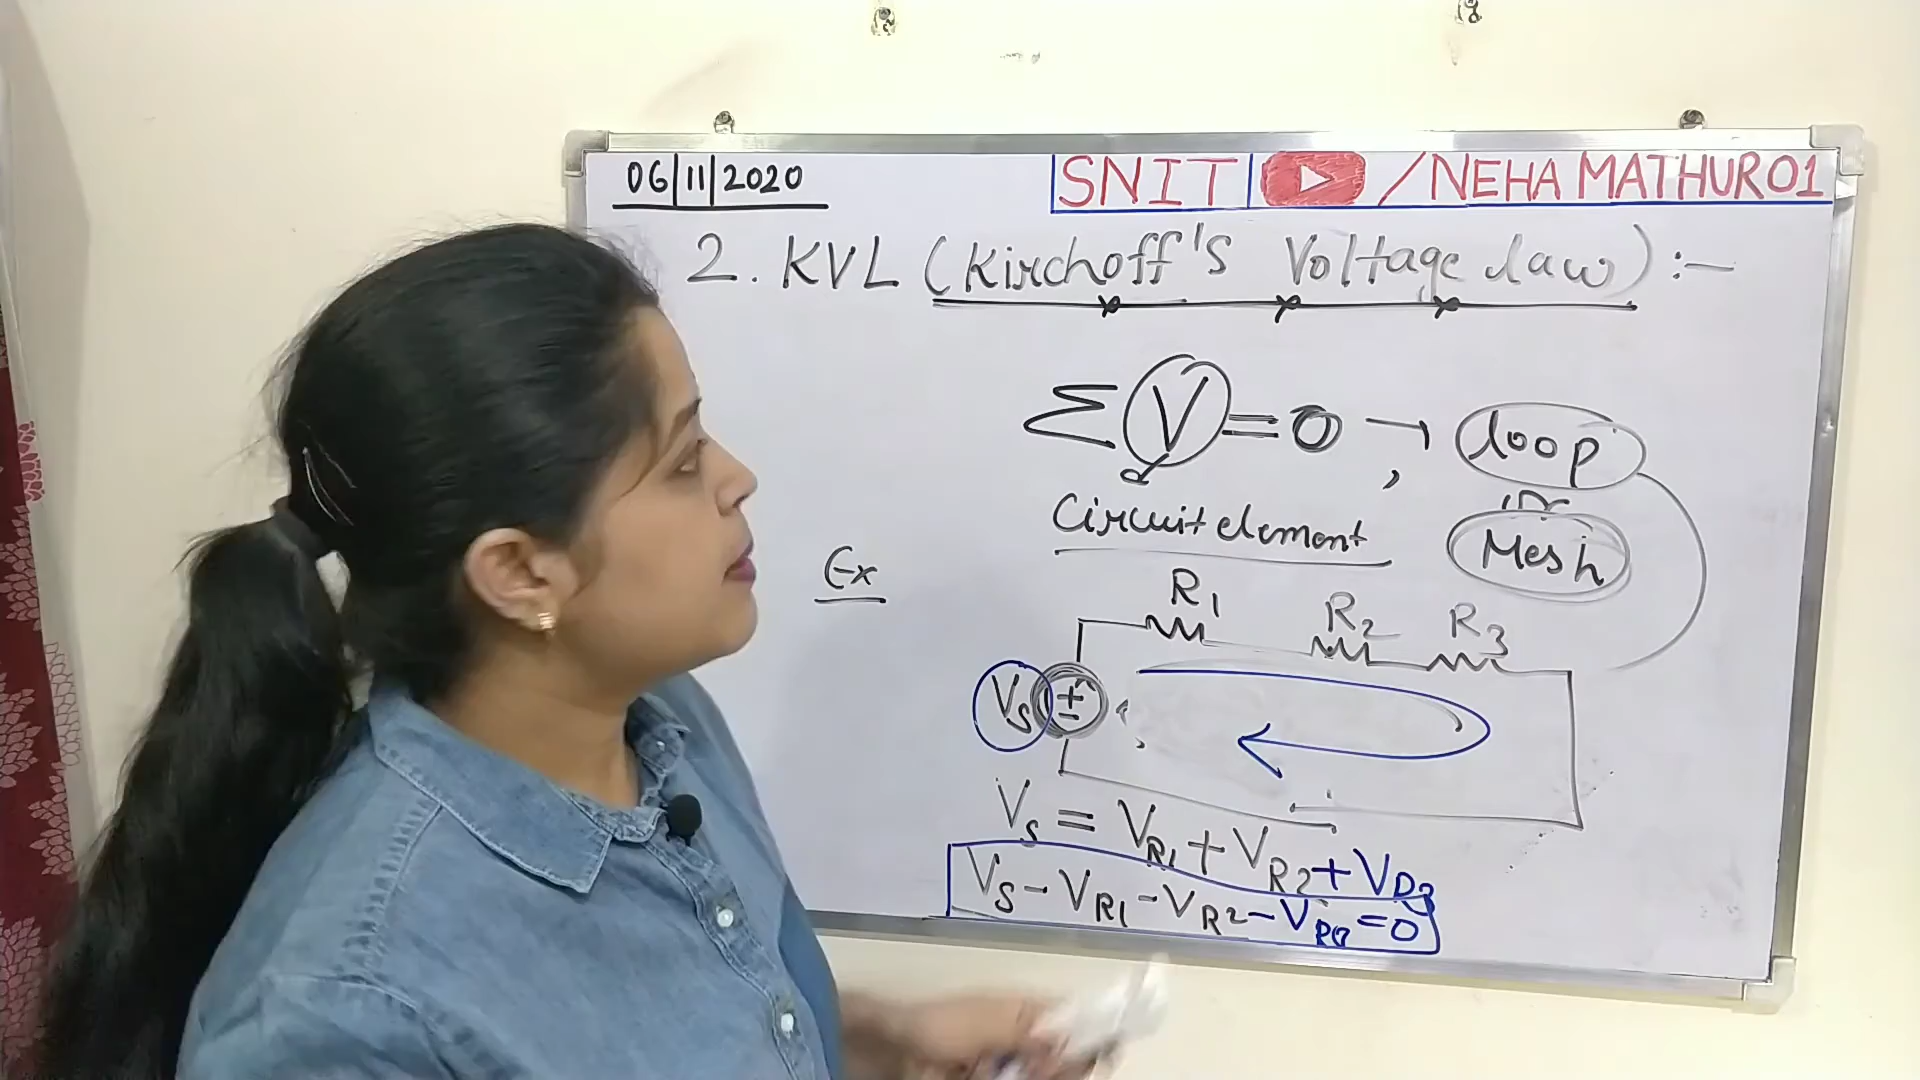 06/11/2020
SNIT /NEHA MATHUR01
2. KVL (Kirchoff's Voltage law) :-
Σ V = 0 → loop
or
Circuit element
Mesh
Ex
R1 R2 R3
Vs + -
Vs = VR1 + VR2 + VR3
Vs - VR1 - VR2 - VR3 = 0